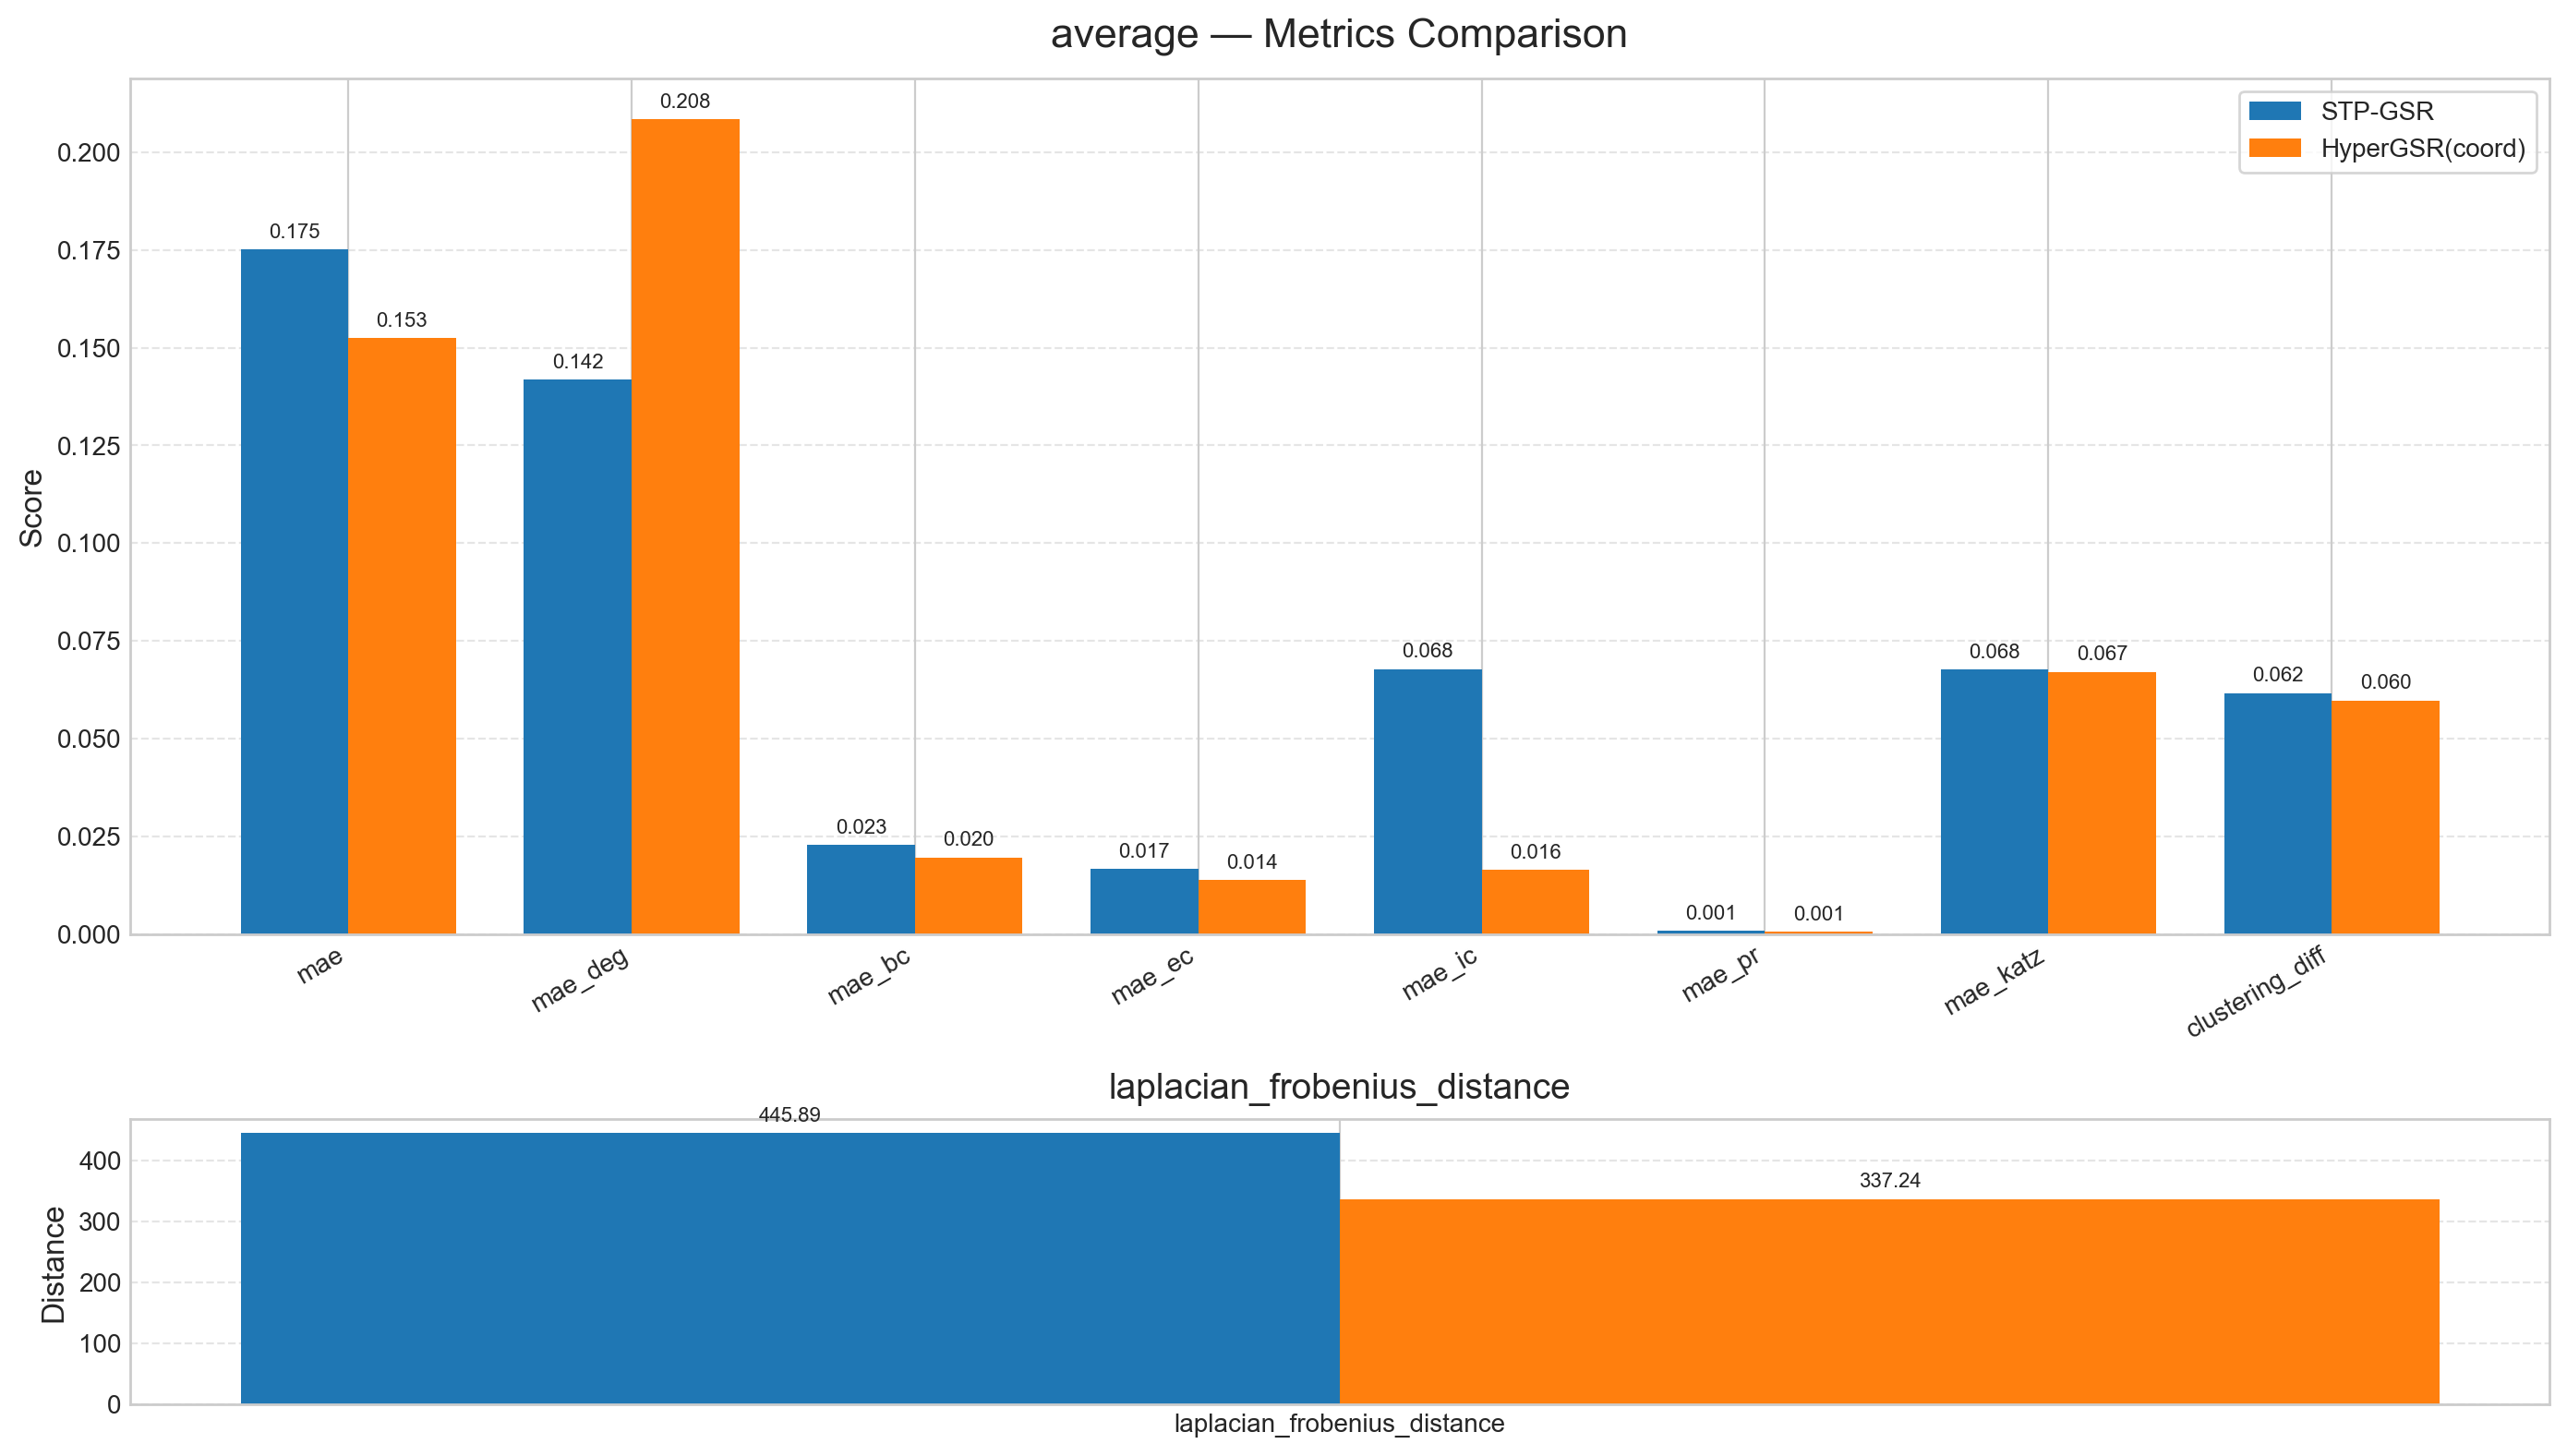 average — Metrics Comparison
STP-GSR
HyperGSR(coord)
Score
0.200
0.175
0.150
0.125
0.100
0.075
0.050
0.025
0.000
0.175
0.153
0.142
0.208
0.023
0.020
0.017
0.014
0.068
0.016
0.001
0.001
0.068
0.067
0.062
0.060
mae
mae_deg
mae_bc
mae_ec
mae_ic
mae_pr
mae_katz
clustering_diff
laplacian_frobenius_distance
Distance
400
300
200
100
0
445.89
337.24
laplacian_frobenius_distance